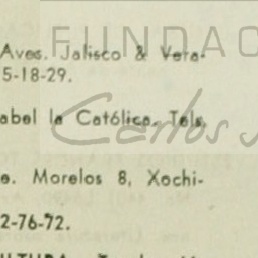 FUNDAC
Aves. Jalisco & Vera-
5-18-29.
abel la Católica. Tels.
Carlos
e. Morelos 8, Xochi-
2-76-72.